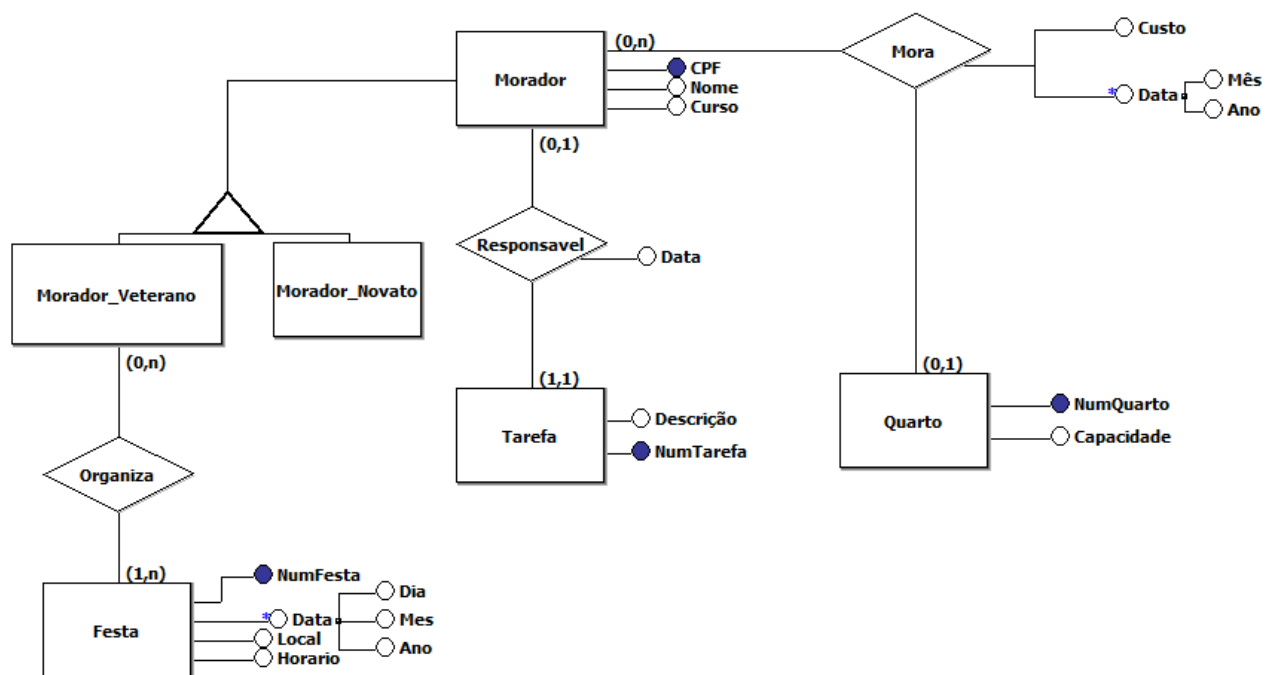 (0,n)
Morador
CPF
Nome
Curso
(0,1)
Mora
Custo
* Data
Mês
Ano
Responsavel
Data
Morador_Veterano
Morador_Novato
(0,n)
(1,1)
Tarefa
Descrição
NumTarefa
(0,1)
Quarto
NumQuarto
Capacidade
Organiza
(1,n)
Festa
NumFesta
* Data
Dia
Mes
Ano
Local
Horario